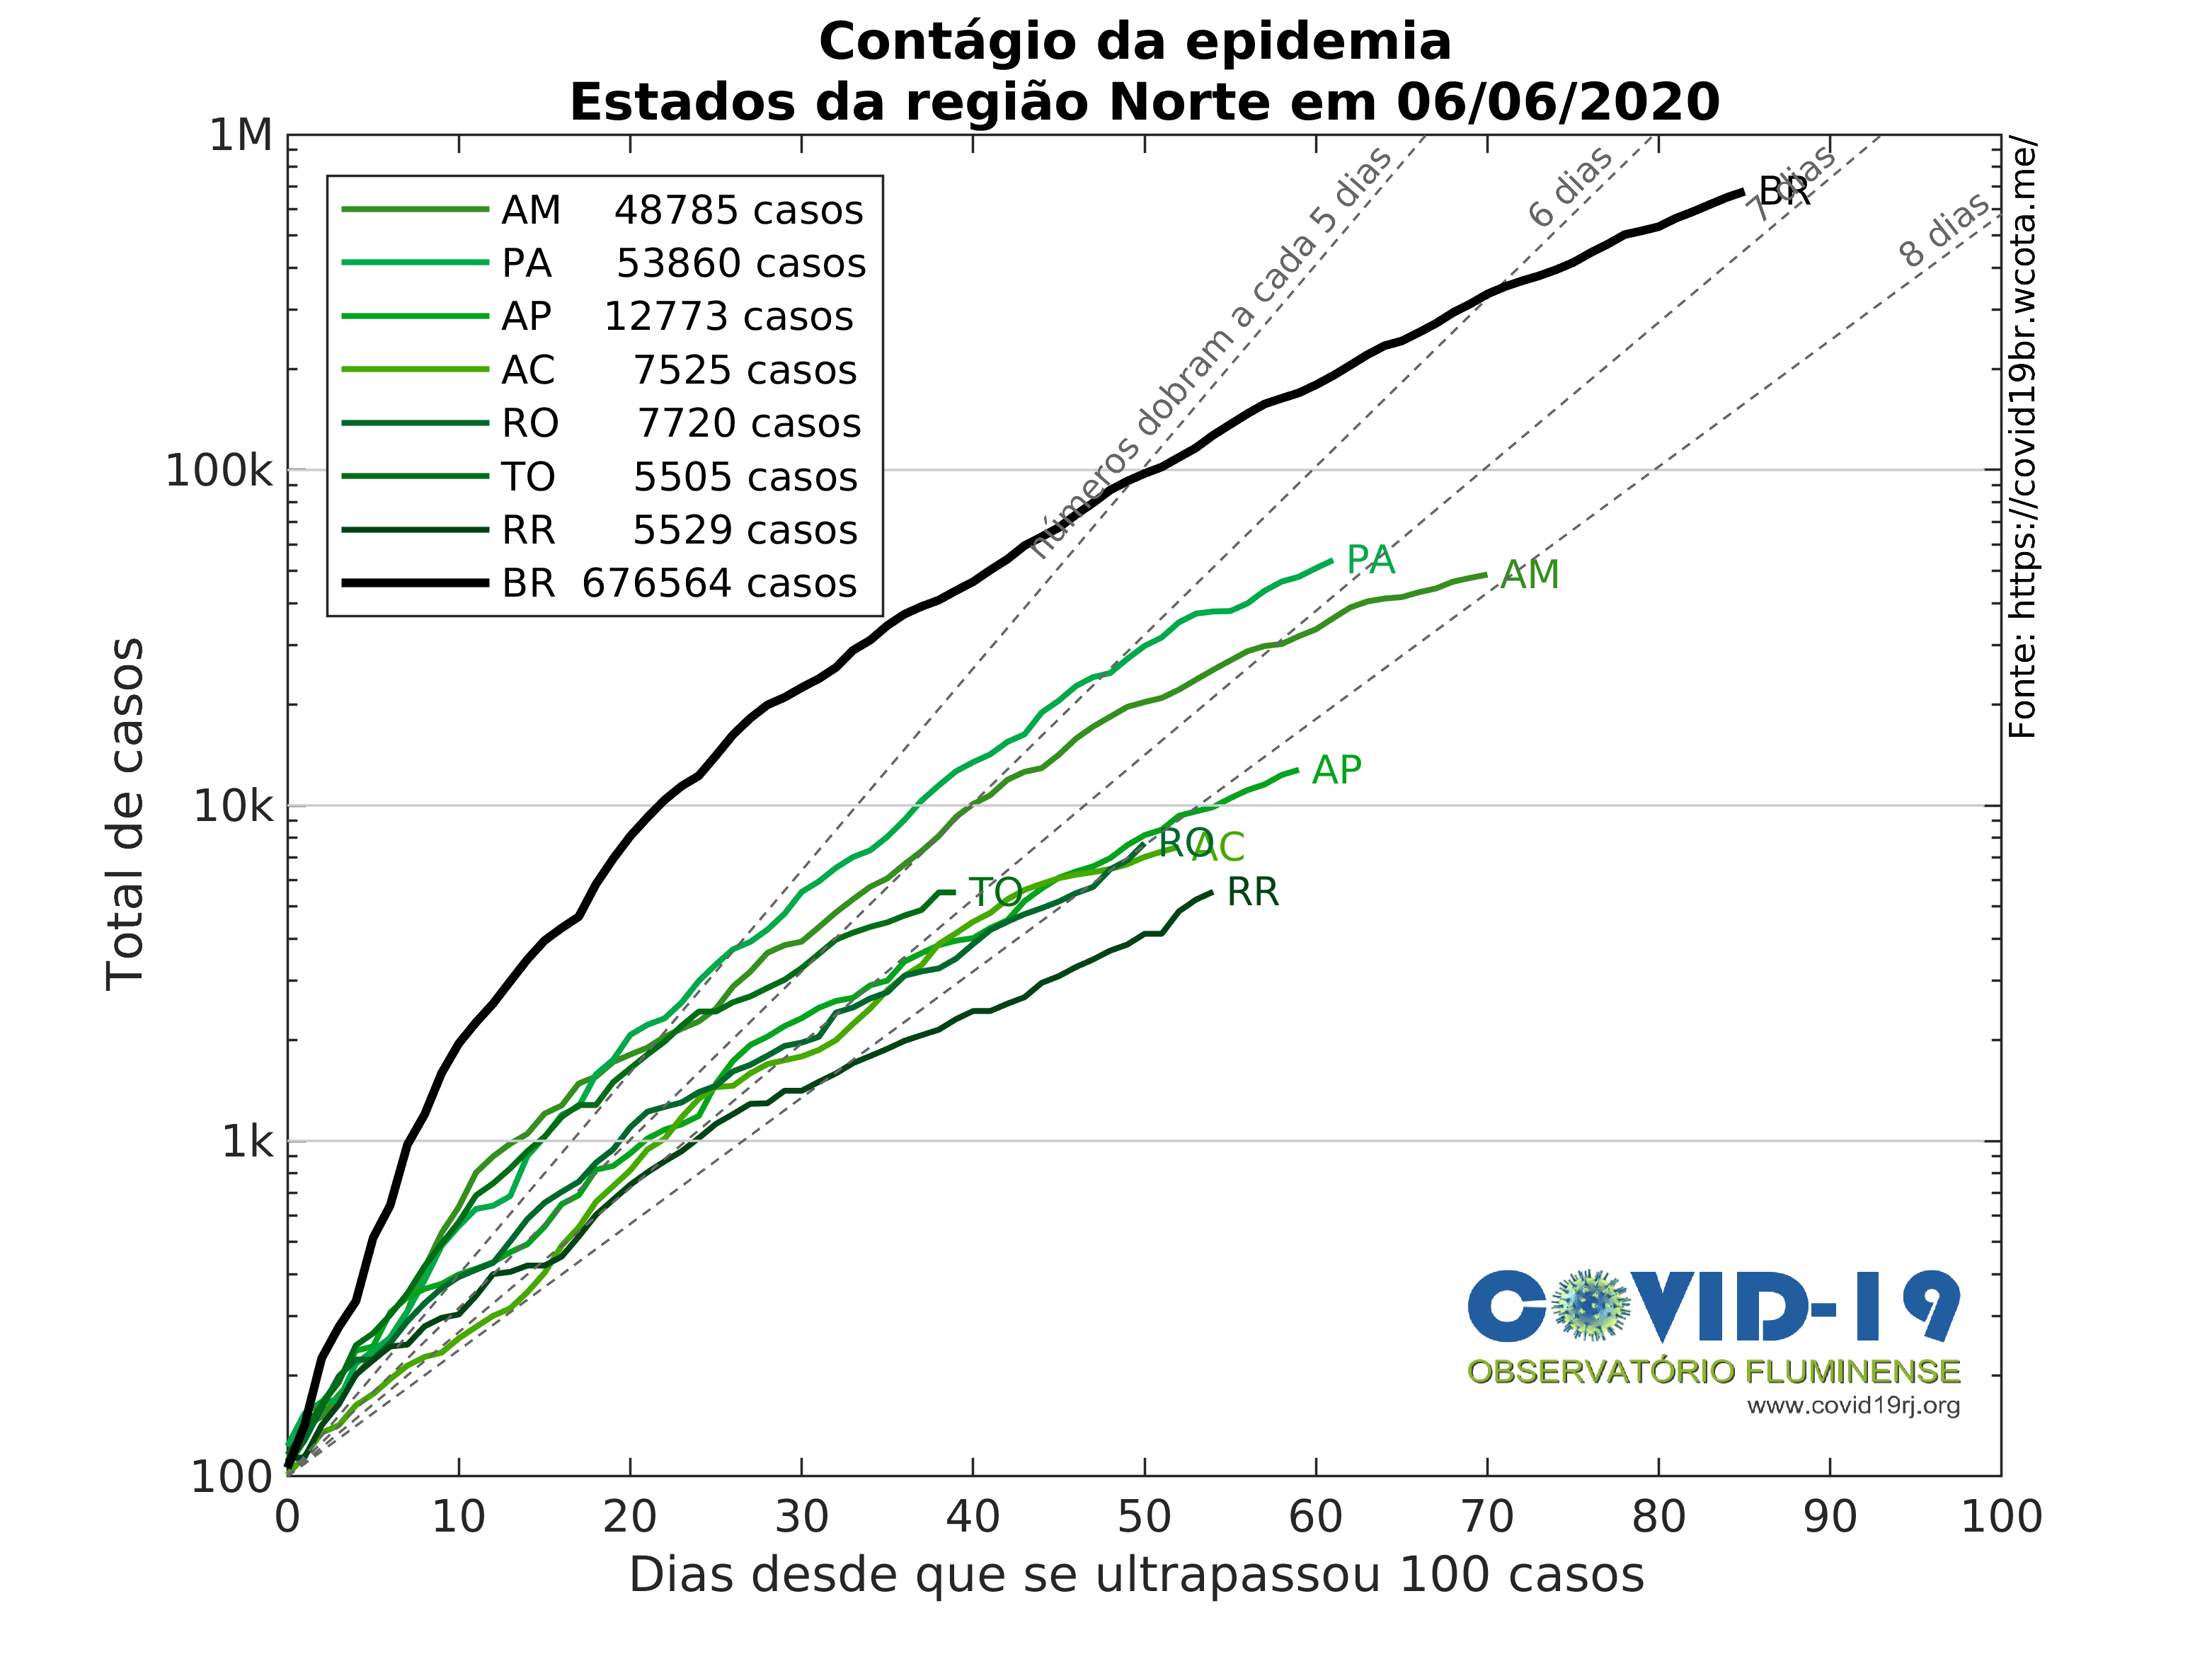 Contágio da epidemia
Estados da região Norte em 06/06/2020
1M
100k
10k
1k
100
Total de casos
AM 48785 casos
PA 53860 casos
AP 12773 casos
AC 7525 casos
RO 7720 casos
TO 5505 casos
RR 5529 casos
BR 676564 casos
números dobram a cada 5 dias
6 dias
7 dias
8 dias
BR
PA
AM
AP
RO
AC
TO
RR
Fonte: https://covid19br.wcota.me/
COVID-19
OBSERVATÓRIO FLUMINENSE
www.covid19rj.org
0 10 20 30 40 50 60 70 80 90 100
Dias desde que se ultrapassou 100 casos